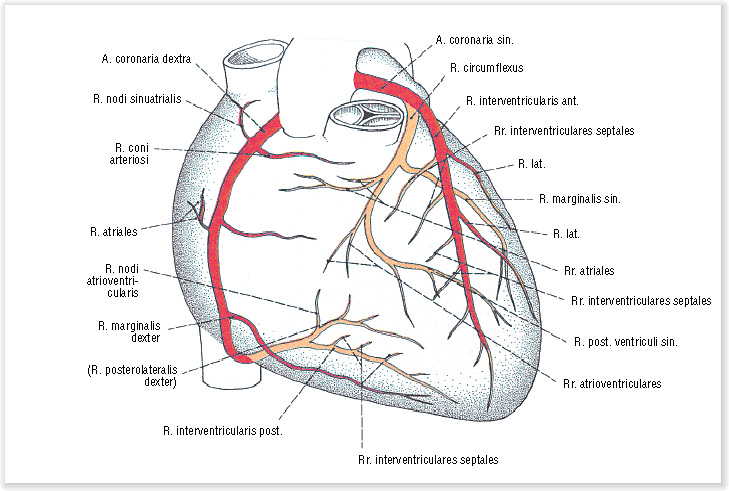 A. coronaria sin.
A. coronaria dextra
R. circumflexus
R. nodi sinuatrialis
R. interventricularis ant.
Rr. interventriculares septales
R. coni
arteriosi
R. lat.
R. marginalis sin.
R. atriales
R. lat.
Rr. atriales
R. nodi
atrioventri-
cularis
Rr. interventriculares septales
R. marginalis
dexter
R. post. ventriculi sin.
(R. posterolateralis
dexter)
Rr. atrioventriculares
R. interventricularis post.
Rr. interventriculares septales